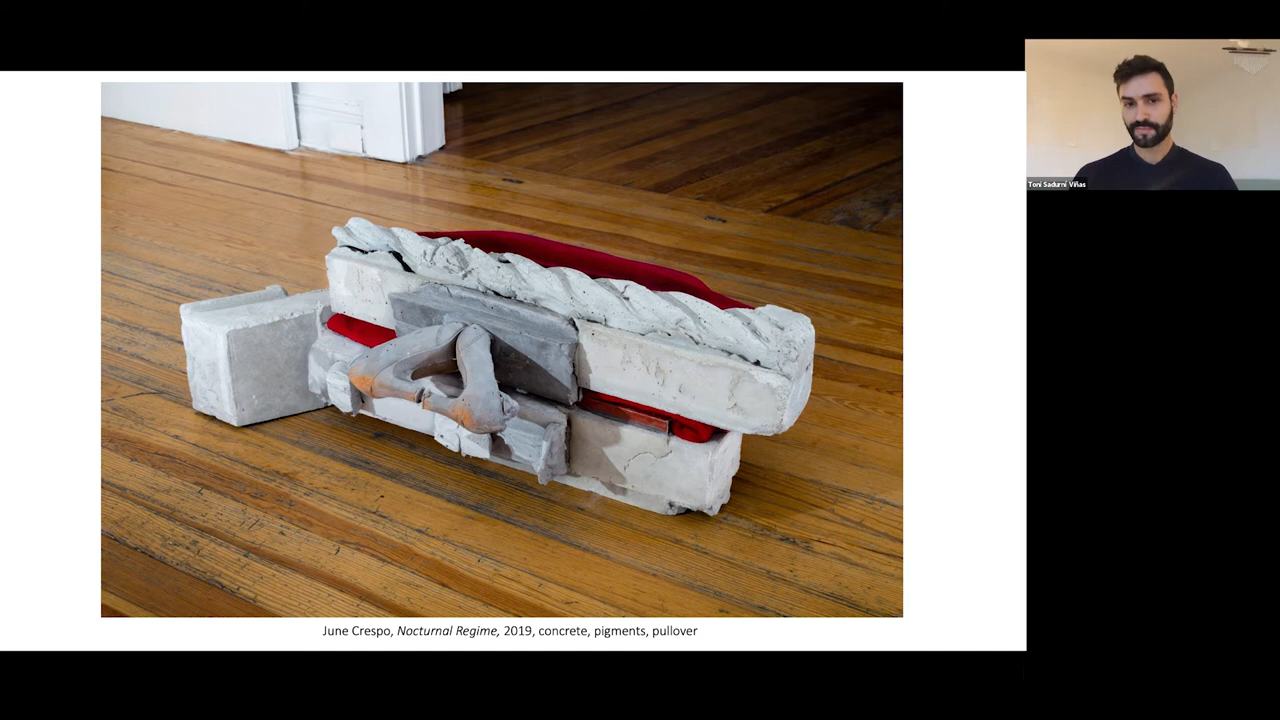 Toni Sadurní Viñas
June Crespo, Nocturnal Regime, 2019, concrete, pigments, pullover